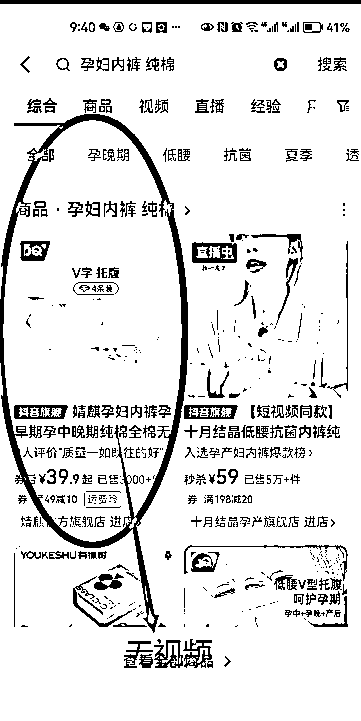 9:40 41%
孕妇内裤 纯棉 搜索
综合 商品 视频 直播 经验
全部 孕晚期 低腰 抗菌 夏季 透
商品·孕妇内裤 纯棉 >
V字 托腹
4条装
直播中
抖音旗舰 婧麒孕妇内裤孕
早期孕中晚期纯棉全棉无
人评价"质量一如既往的好"
¥39.9起 已售3000+件
券 满49减10 运费险
婧麒官方旗舰店 进店>
抖音旗舰 【短视频同款】
十月结晶低腰抗菌内裤纯
入选孕产妇内裤爆款榜>
秒杀¥59 已售5万+件
券 满198减20
十月结晶孕产旗舰店 进店>
YOUKESHU
低腰V型托腹
呵护孕期
孕中+孕晚+产后
无视频
查看全部商品 >